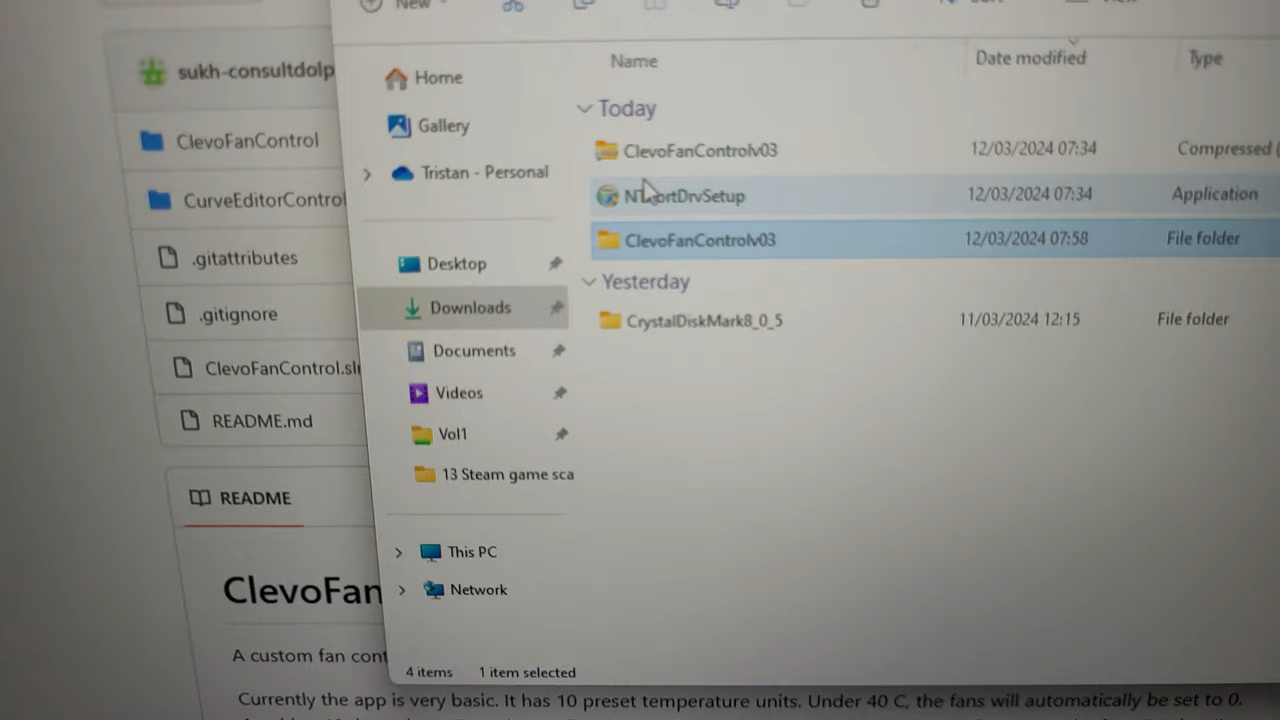 New
sukh-consultdolp
ClevoFanControl
CurveEditorControl
.gitattributes
.gitignore
ClevoFanControl.sln
README.md
README
ClevoFan
A custom fan cont
Currently the app is very basic. It has 10 preset temperature units. Under 40 C, the fans will automatically be set to 0.
Home
Gallery
Tristan - Personal
Desktop
Downloads
Documents
Videos
Vol1
13 Steam game sca
This PC
Network
4 items 1 item selected
Name Date modified Type
Today
ClevoFanControlv03 12/03/2024 07:34 Compressed (
NTPortDrvSetup 12/03/2024 07:34 Application
ClevoFanControlv03 12/03/2024 07:58 File folder
Yesterday
CrystalDiskMark8_0_5 11/03/2024 12:15 File folder